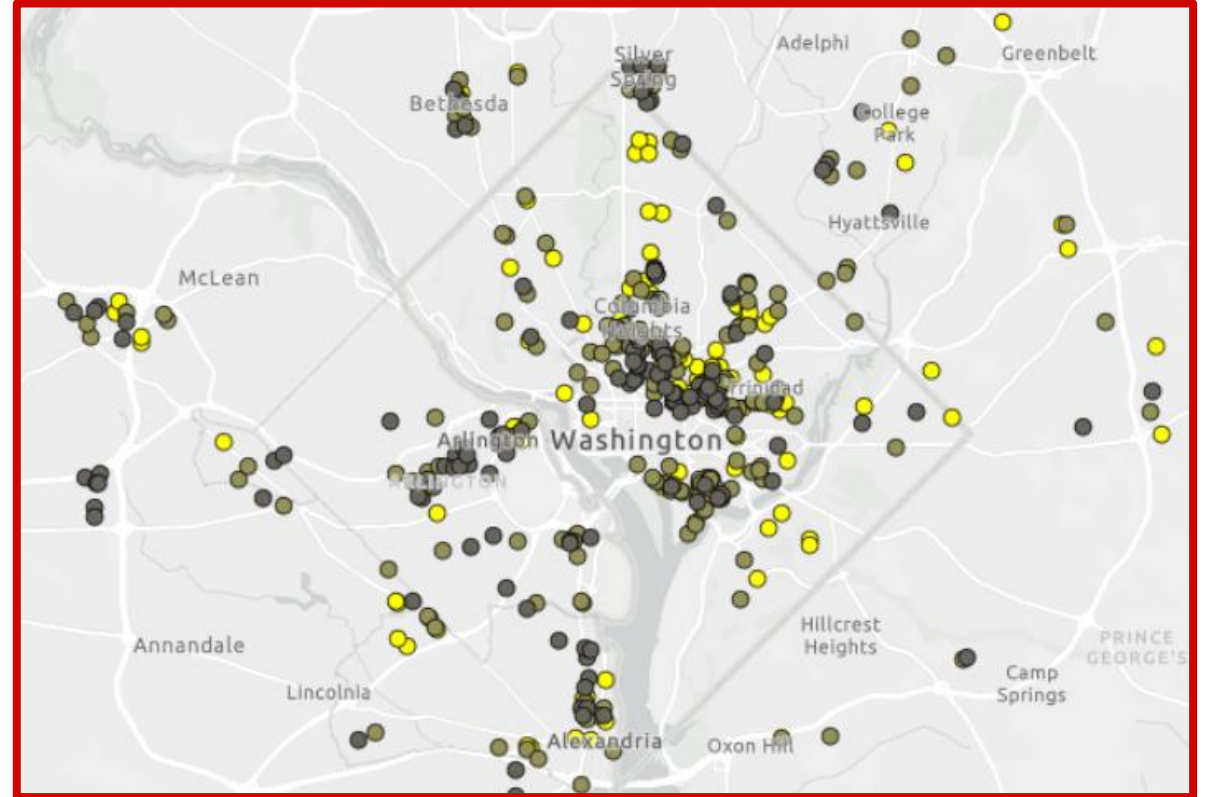 Adelphi
Silver
Spring
Greenbelt
Bethesda
College
Park
Hyattsville
McLean
Columbia
Heights
Trinidad
Arlington
Washington
ARLINGTON
Hillcrest
Heights
Annandale
PRINCE
GEORGE'S
Camp
Springs
Lincolnia
Alexandria
Oxon Hill